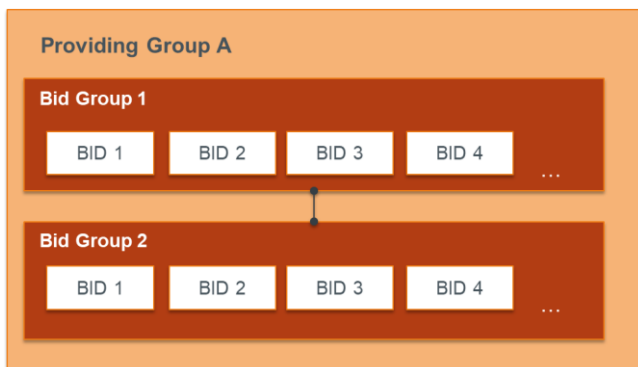 Providing Group A
Bid Group 1
BID 1 BID 2 BID 3 BID 4 ...
Bid Group 2
BID 1 BID 2 BID 3 BID 4 ...